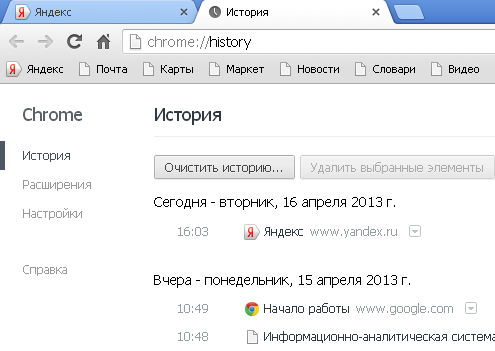 Яндекс
История
chrome://history
Яндекс Почта Карты Маркет Новости Словари Видео
Chrome
История
История
Расширения
Настройки
Справка
Очистить историю... Удалить выбранные элементы
Сегодня - вторник, 16 апреля 2013 г.
16:03 Яндекс www.yandex.ru
Вчера - понедельник, 15 апреля 2013 г.
10:49 Начало работы www.google.com
10:48 Информационно-аналитическая система